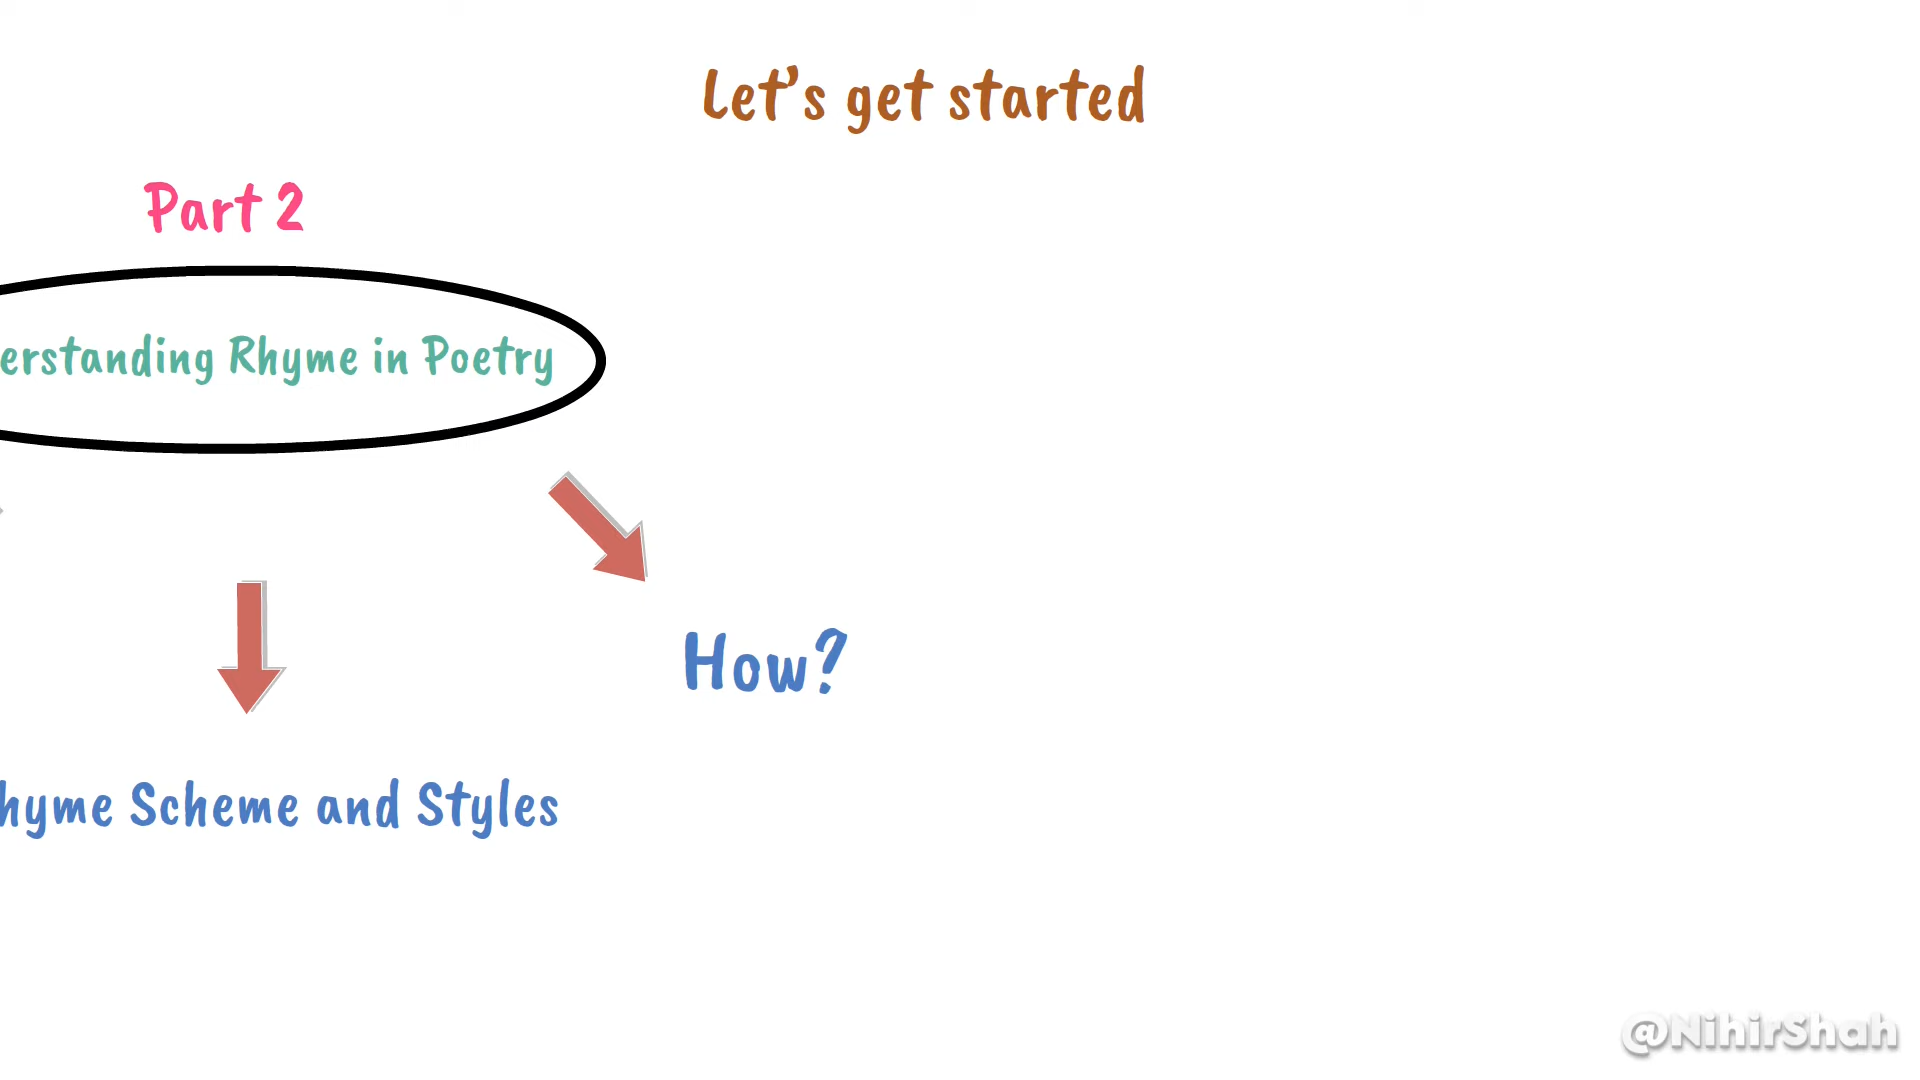 Let's get started
Part 2
erstanding Rhyme in Poetry
How?
hyme Scheme and Styles
@NihirShah